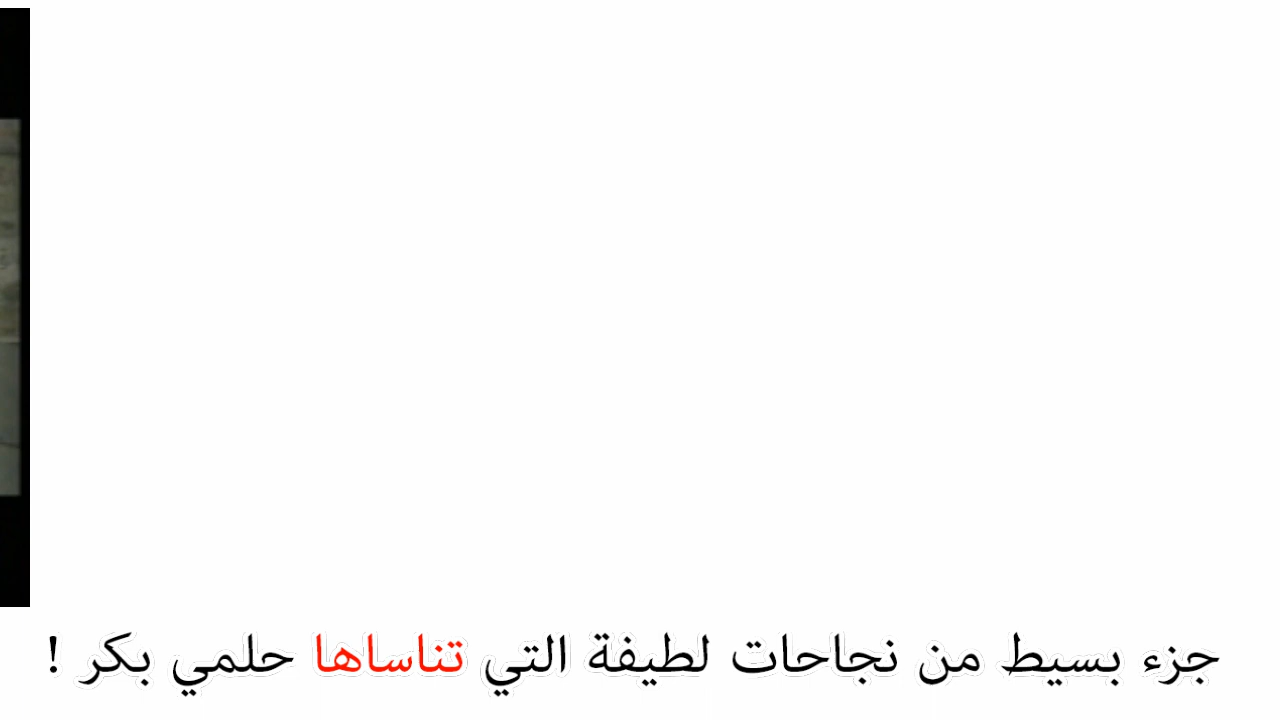 جزء بسيط من نجاحات لطيفة التي تناساها حلمي بكر !